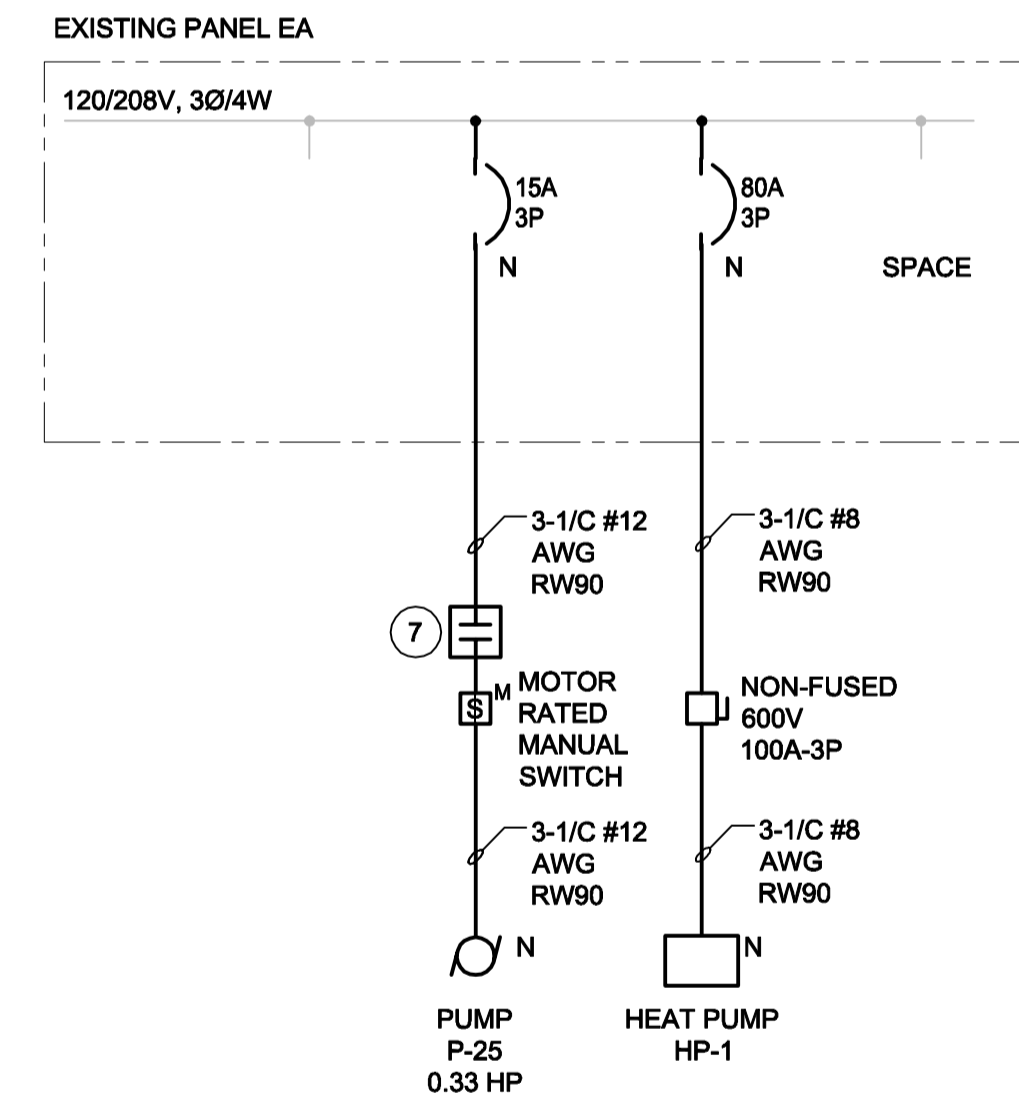 EXISTING PANEL EA
120/208V, 3Ø/4W
15A
3P
N
80A
3P
N
SPACE
3-1/C #12
AWG
RW90
3-1/C #8
AWG
RW90
7
S
M
MOTOR
RATED
MANUAL
SWITCH
NON-FUSED
600V
100A-3P
3-1/C #12
AWG
RW90
3-1/C #8
AWG
RW90
N
N
PUMP
P-25
0.33 HP
HEAT PUMP
HP-1